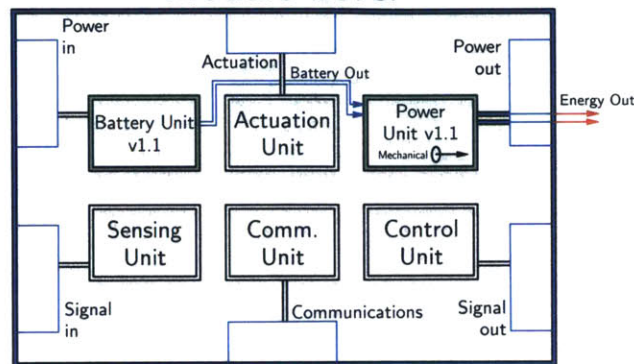 Power
in
Actuation
Battery Out
Power
out
Energy Out
Battery Unit
v1.1
Actuation
Unit
Power
Unit v1.1
Mechanical
Sensing
Unit
Comm.
Unit
Control
Unit
Signal
in
Communications
Signal
out